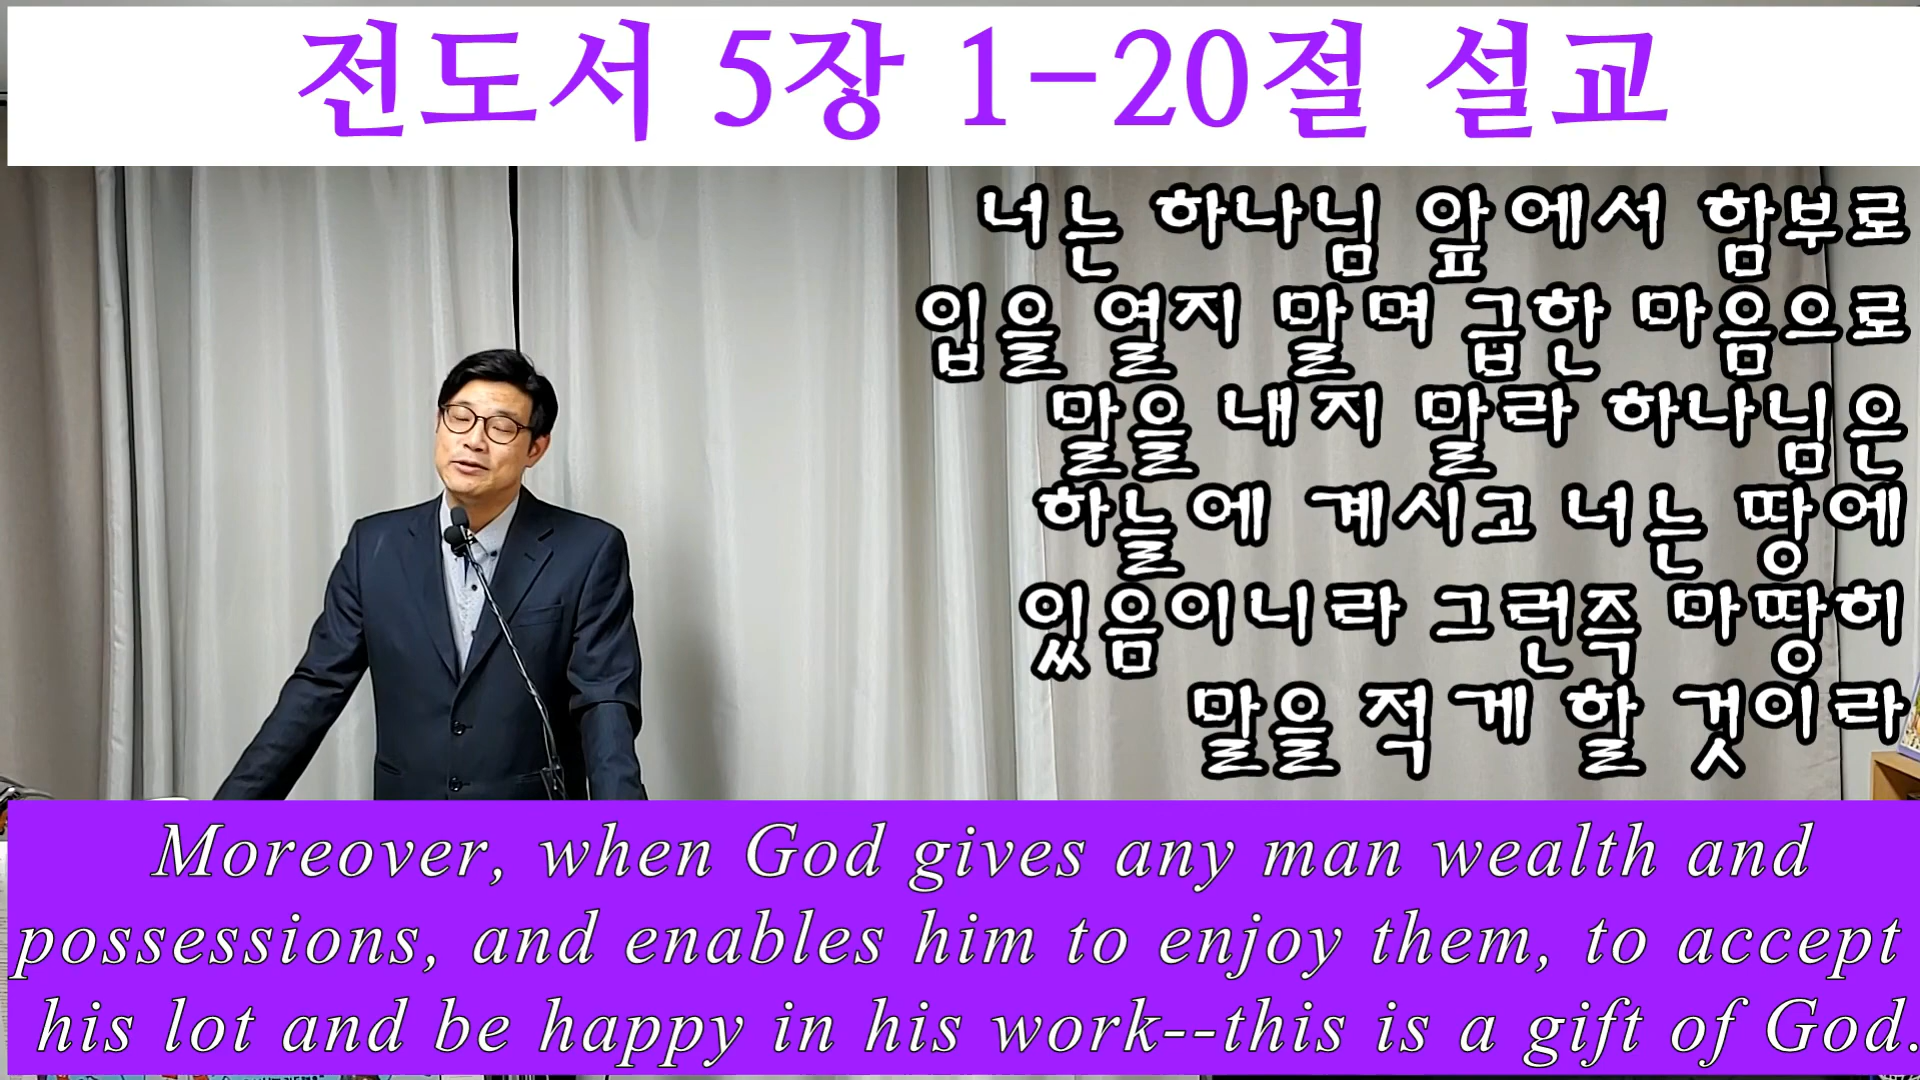 전도서 5장 1-20절 설교
너는 하나님 앞에서 함부로
입을 열지 말며 급한 마음으로
말을 내지 말라 하나님은
하늘에 계시고 너는 땅에
있음이니라 그런즉 마땅히
말을 적게 할 것이라
Moreover, when God gives any man wealth and
possessions, and enables him to enjoy them, to accept
his lot and be happy in his work--this is a gift of God.